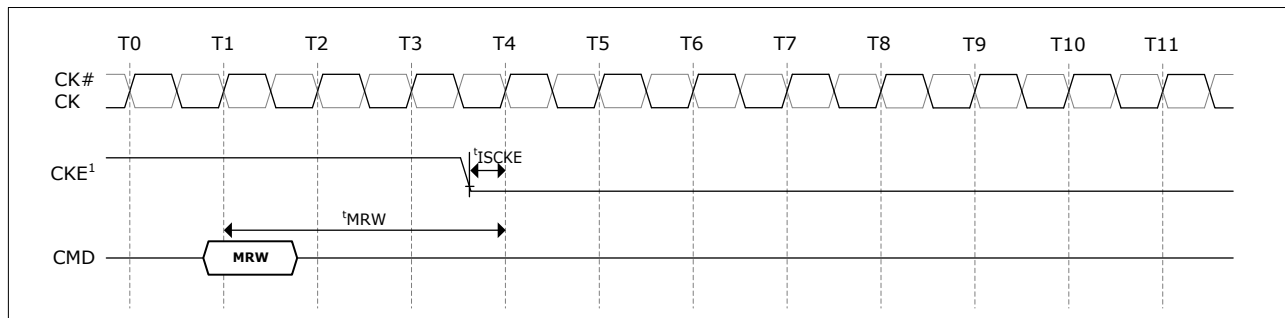 T0 T1 T2 T3 T4 T5 T6 T7 T8 T9 T10 T11
CK#
CK
tISCKE
CKE1
tMRW
CMD MRW